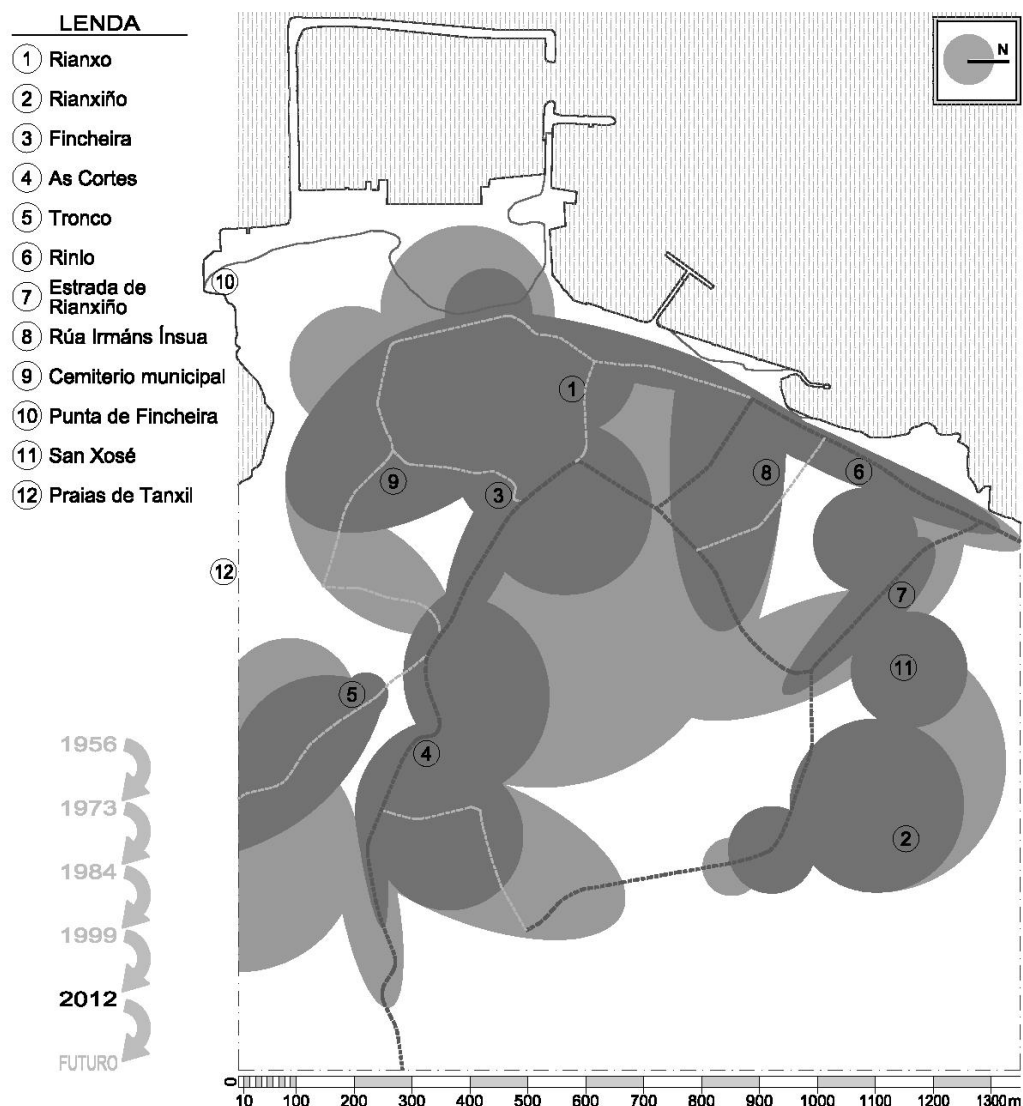 LENDA
1 Rianxo
2 Rianxiño
3 Fincheira
4 As Cortes
5 Tronco
6 Rinlo
7 Estrada de
Rianxiño
8 Rúa Irmáns Ínsua
9 Cemiterio municipal
10 Punta de Fincheira
11 San Xosé
12 Praias de Tanxil
N
10
1
9
3
8
6
12
7
5
11
4
2
1956
1973
1984
1999
2012
FUTURO
0
10 100 200 300 400 500 600 700 800 900 1000 1100 1200 1300m